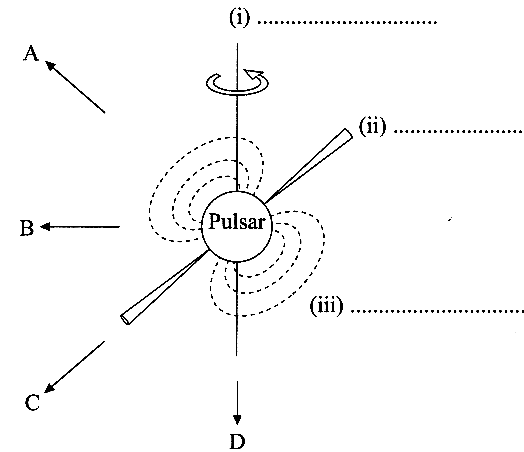 (i) ................................
A
(ii) .......................
Pulsar
B
(iii) ...............................
C
D